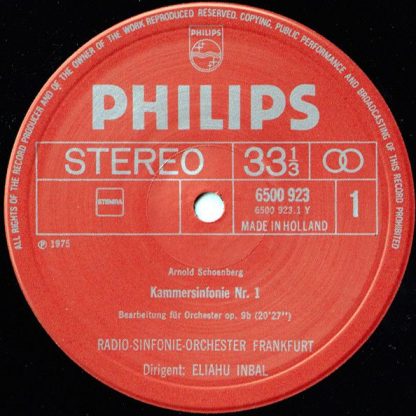 ALL RIGHTS OF THE RECORD PRODUCER AND OF THE OWNER OF THE WORK REPRODUCED RESERVED. COPYING, PUBLIC PERFORMANCE AND BROADCASTING OF THIS RECORD PROHIBITED
PHILIPS
PHILIPS
STEREO 33⅓
STEMRA 6500 923 1
6500 923.1 Y
MADE IN HOLLAND
℗ 1975
Arnold Schoenberg
Kammersinfonie Nr. 1
Bearbeitung für Orchester op. 9b (20'27")
RADIO-SINFONIE-ORCHESTER FRANKFURT
Dirigent: ELIAHU INBAL